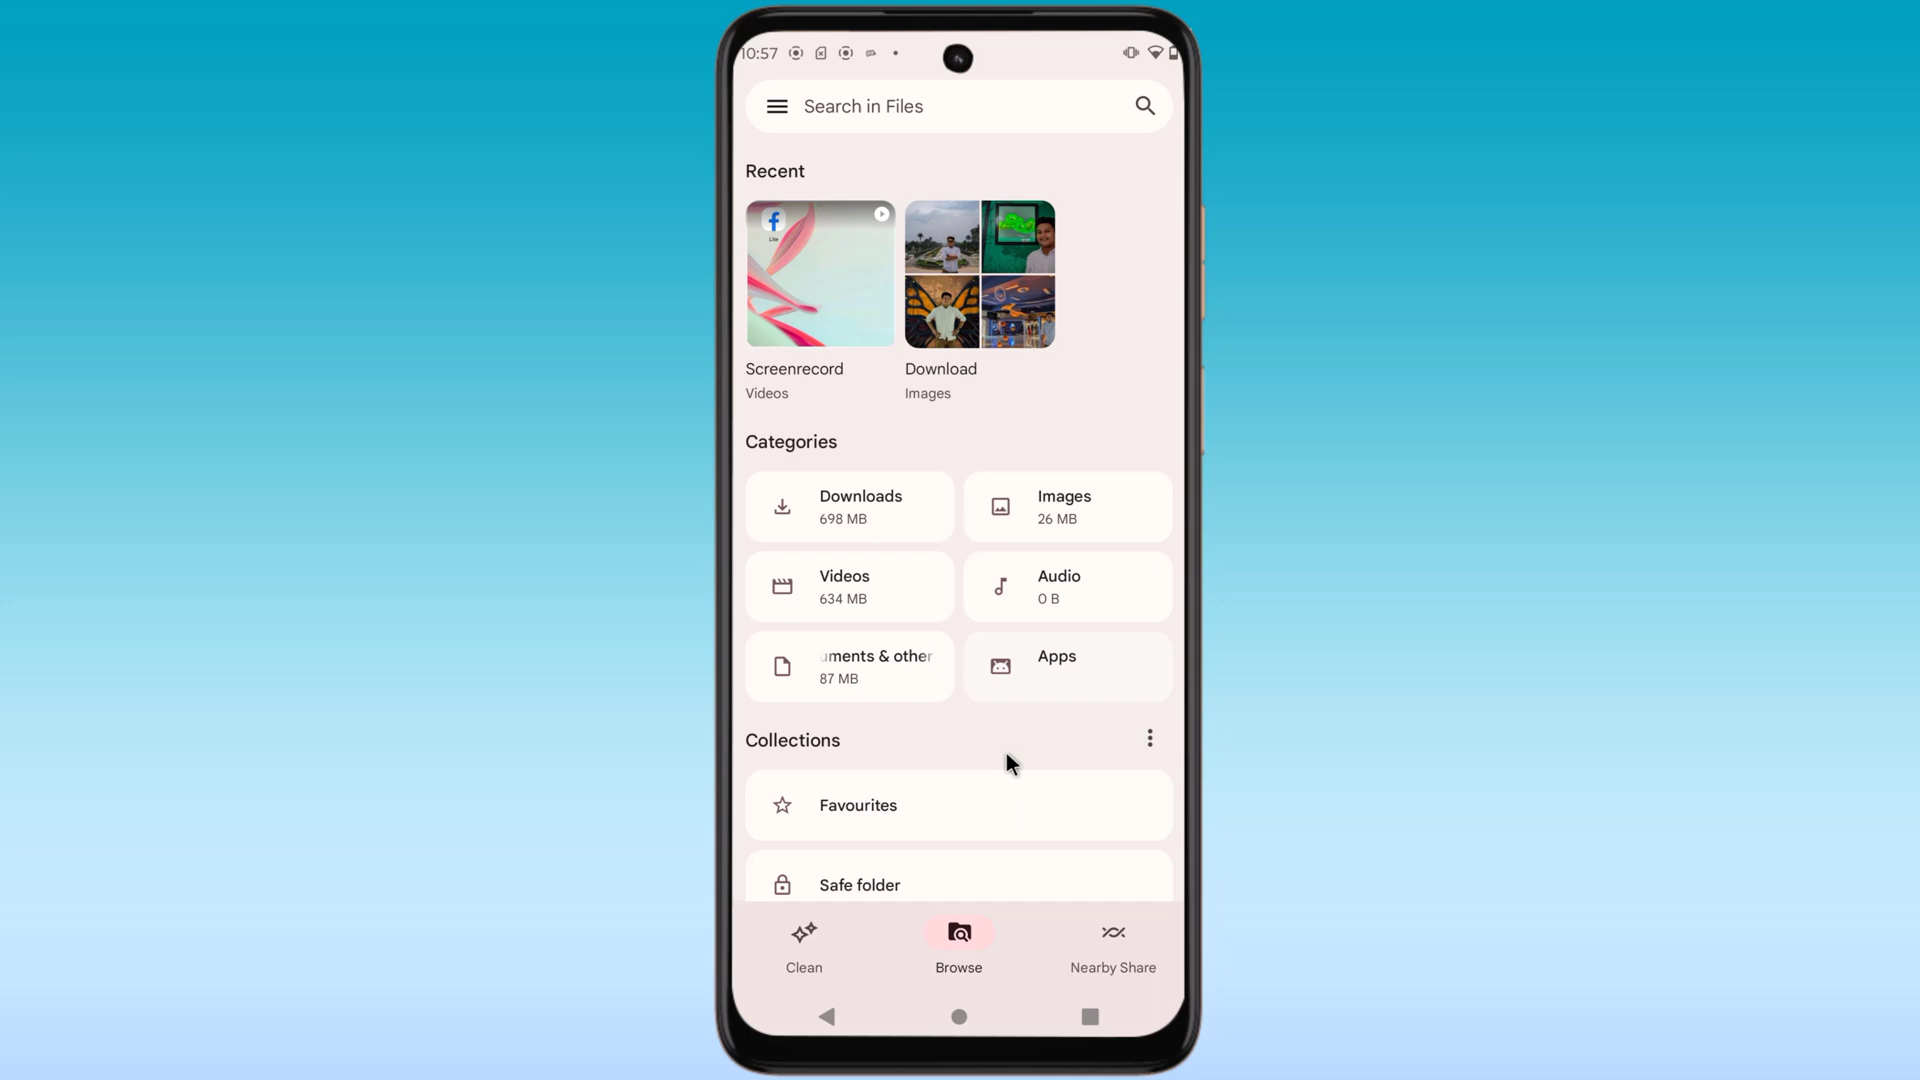 10:57
Search in Files
Recent
Lite
Screenrecord
Videos
Download
Images
Categories
Downloads
698 MB
Images
26 MB
Videos
634 MB
Audio
0 B
uments & other
87 MB
Apps
Collections
Favourites
Safe folder
Clean
Browse
Nearby Share